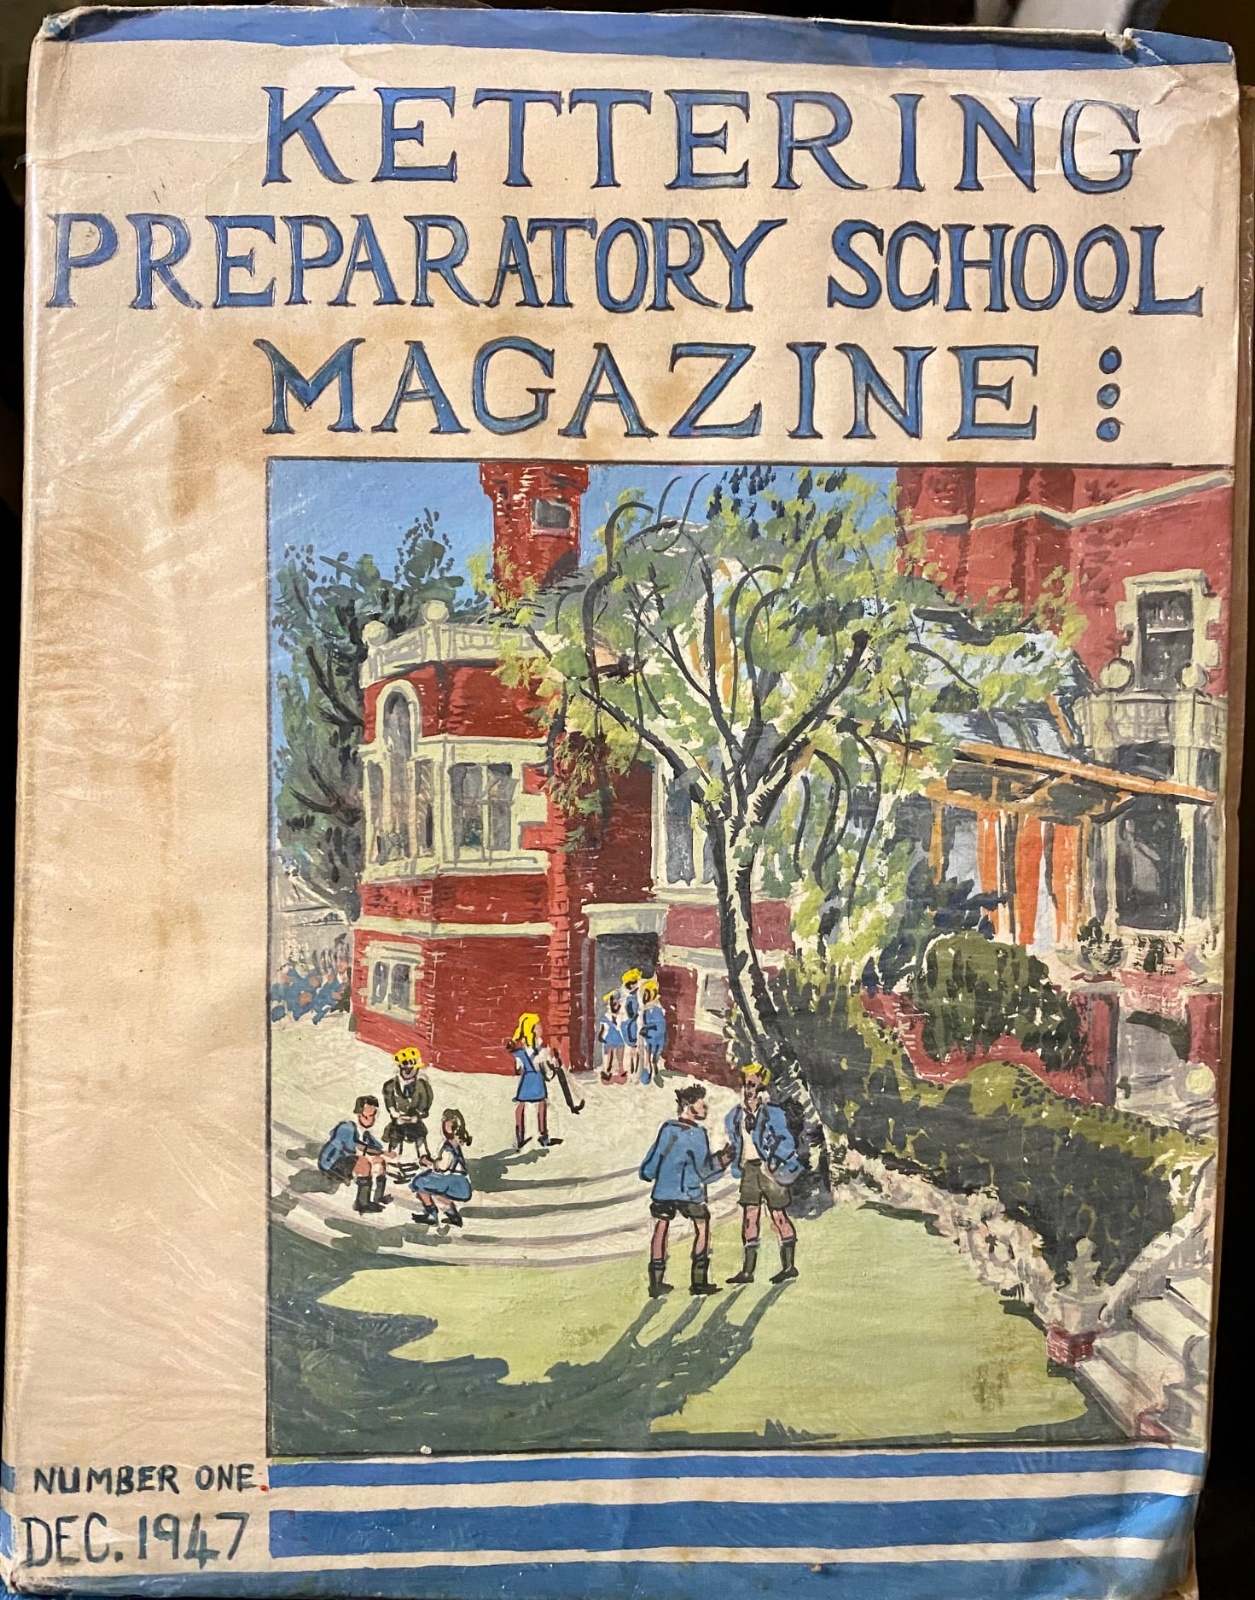 KETTERING
PREPARATORY SCHOOL
MAGAZINE ⁝
NUMBER ONE.
DEC. 1947